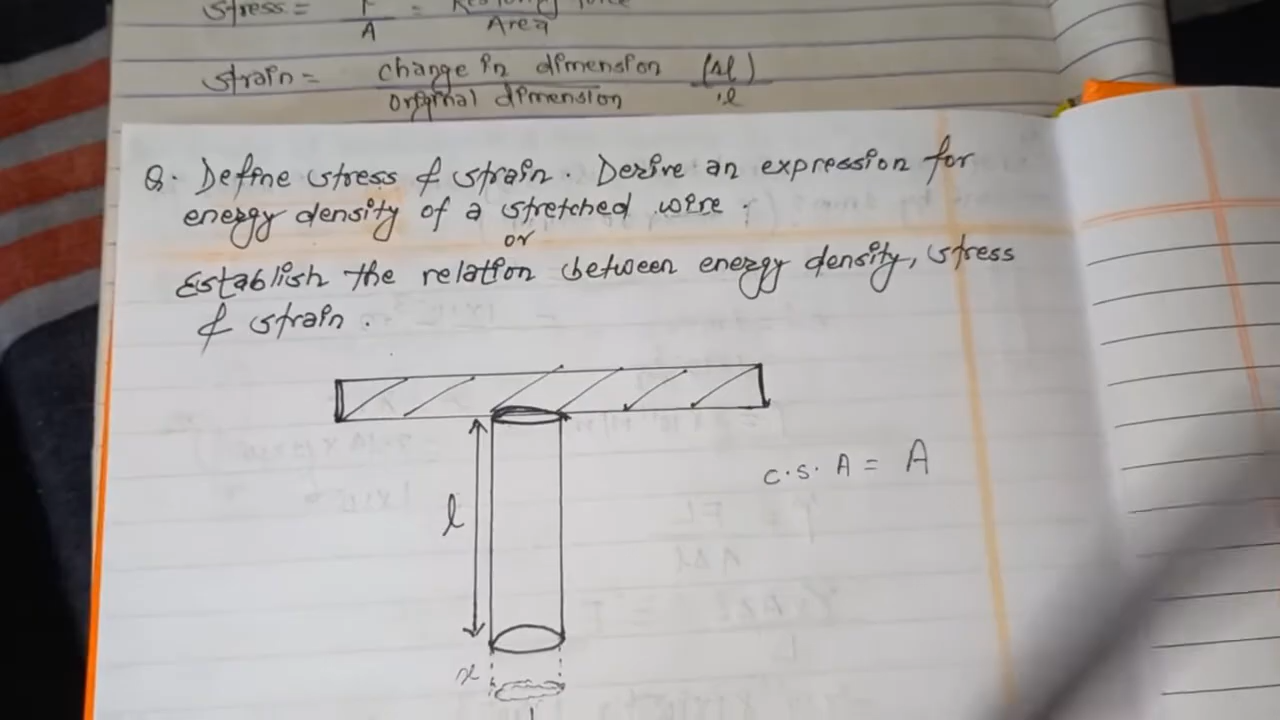 stress = F/A = Restoring force/Area
strain = change in dimension/original dimension (Δl)/l
Q. Define stress & strain. Derive an expression for
energy density of a stretched wire.
or
Establish the relation between energy density, stress
& strain.
l
c.s. A = A
x